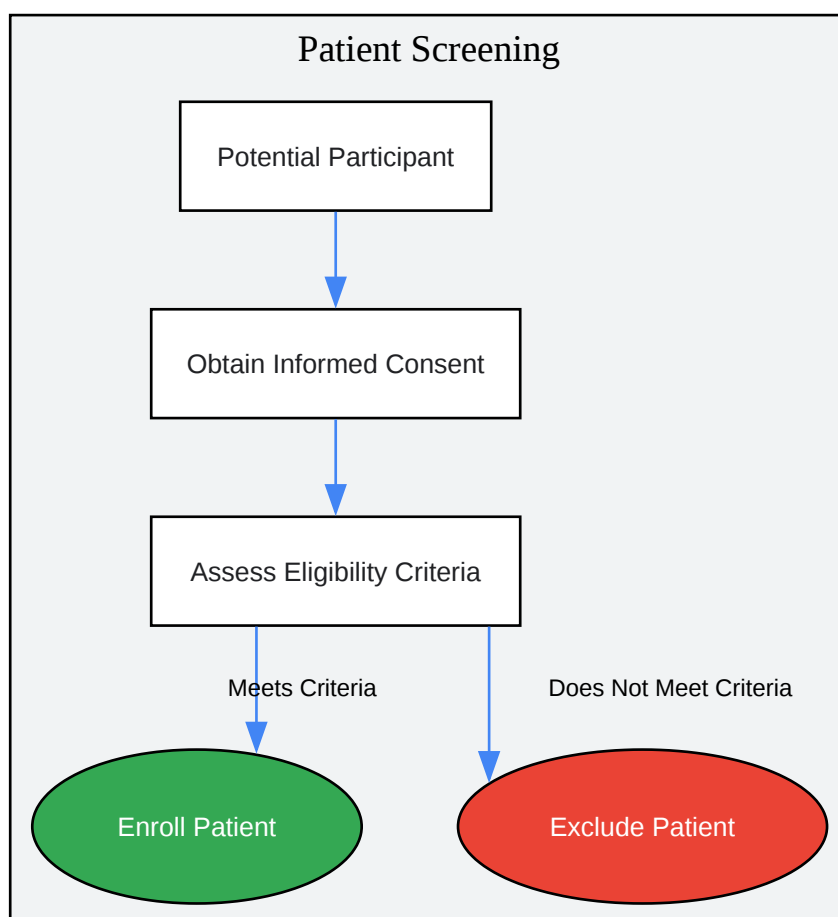 Patient Screening
Potential Participant
Obtain Informed Consent
Assess Eligibility Criteria
Meets Criteria
Does Not Meet Criteria
Enroll Patient
Exclude Patient